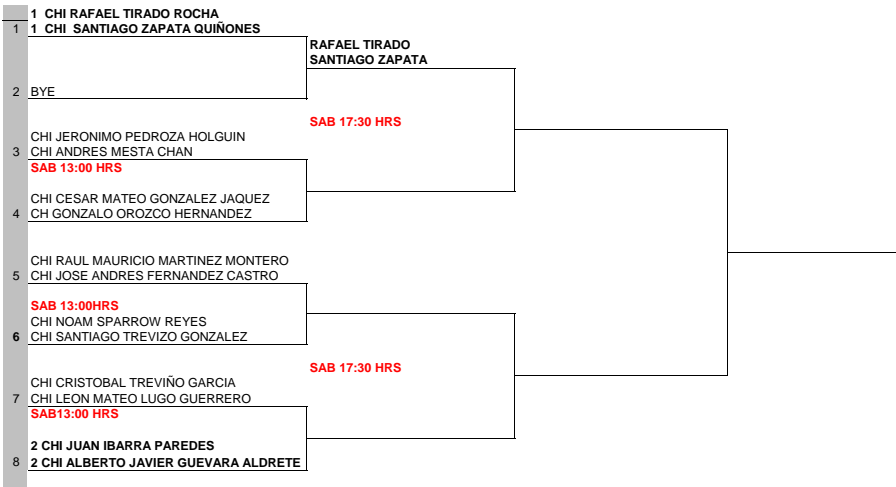 1 CHI RAFAEL TIRADO ROCHA
1 1 CHI SANTIAGO ZAPATA QUIÑONES
RAFAEL TIRADO
SANTIAGO ZAPATA
2 BYE
SAB 17:30 HRS
CHI JERONIMO PEDROZA HOLGUIN
3 CHI ANDRES MESTA CHAN
SAB 13:00 HRS
CHI CESAR MATEO GONZALEZ JAQUEZ
4 CH GONZALO OROZCO HERNANDEZ
CHI RAUL MAURICIO MARTINEZ MONTERO
5 CHI JOSE ANDRES FERNANDEZ CASTRO
SAB 13:00HRS
CHI NOAM SPARROW REYES
6 CHI SANTIAGO TREVIZO GONZALEZ
SAB 17:30 HRS
CHI CRISTOBAL TREVIÑO GARCIA
7 CHI LEON MATEO LUGO GUERRERO
SAB13:00 HRS
2 CHI JUAN IBARRA PAREDES
8 2 CHI ALBERTO JAVIER GUEVARA ALDRETE